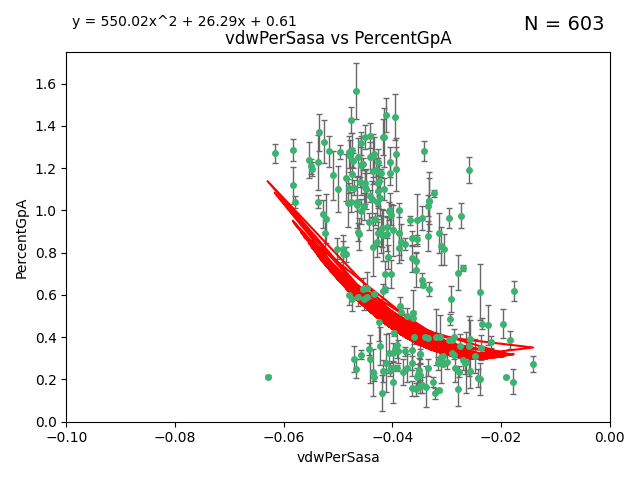 y = 550.02x^2 + 26.29x + 0.61
N = 603
vdwPerSasa vs PercentGpA
PercentGpA
1.6
1.4
1.2
1.0
0.8
0.6
0.4
0.2
0.0
−0.10 −0.08 −0.06 −0.04 −0.02 0.00
vdwPerSasa